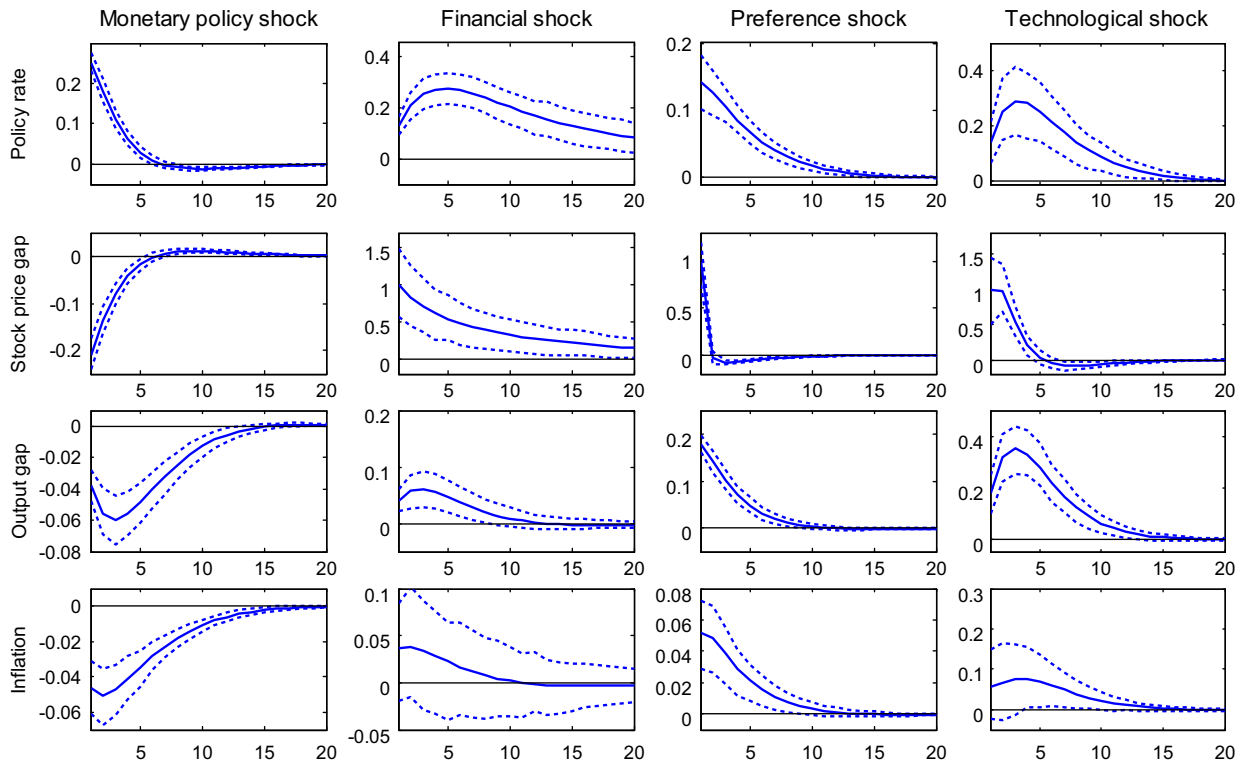 Monetary policy shock Financial shock Preference shock Technological shock
Policy rate
0.2
0.1
0
5 10 15 20
0.4
0.2
0
5 10 15 20
0.2
0.1
0
5 10 15 20
0.4
0.2
0
5 10 15 20
Stock price gap
0
-0.1
-0.2
5 10 15 20
1.5
1
0.5
0
5 10 15 20
1
0.5
0
5 10 15 20
1.5
1
0.5
0
5 10 15 20
Output gap
0
-0.02
-0.04
-0.06
-0.08
5 10 15 20
0.2
0.1
0
5 10 15 20
0.2
0.1
0
5 10 15 20
0.4
0.2
0
5 10 15 20
Inflation
0
-0.02
-0.04
-0.06
5 10 15 20
0.1
0.05
0
-0.05
5 10 15 20
0.08
0.06
0.04
0.02
0
5 10 15 20
0.3
0.2
0.1
0
5 10 15 20